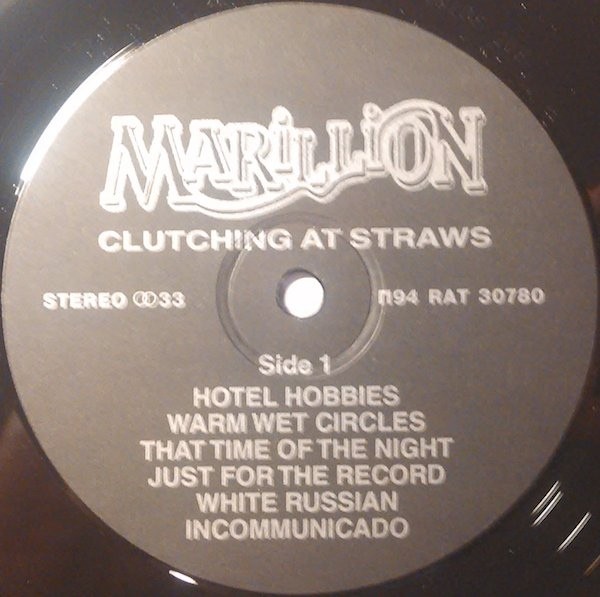 MARiLLiON
CLUTCHING AT STRAWS
STEREO 33
П94 RAT 30780
Side 1
HOTEL HOBBIES
WARM WET CIRCLES
THAT TIME OF THE NIGHT
JUST FOR THE RECORD
WHITE RUSSIAN
INCOMMUNICADO